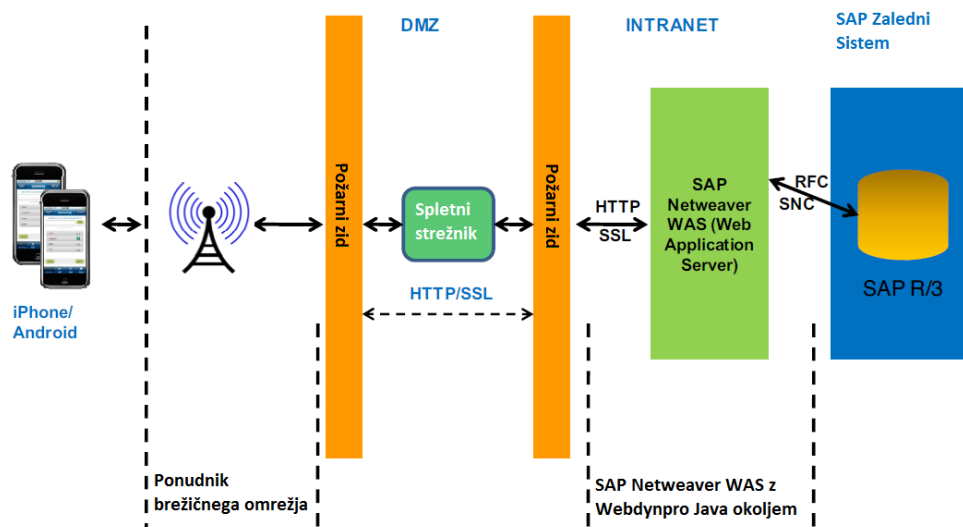 DMZ
INTRANET
SAP Zaledni
Sistem
iPhone/
Android
Požarni zid
Spletni
strežnik
HTTP/SSL
Požarni zid
HTTP
SSL
SAP
Netweaver
WAS (Web
Application
Server)
RFC
SNC
SAP R/3
Ponudnik
brežičnega omrežja
SAP Netweaver WAS z
Webdynpro Java okoljem